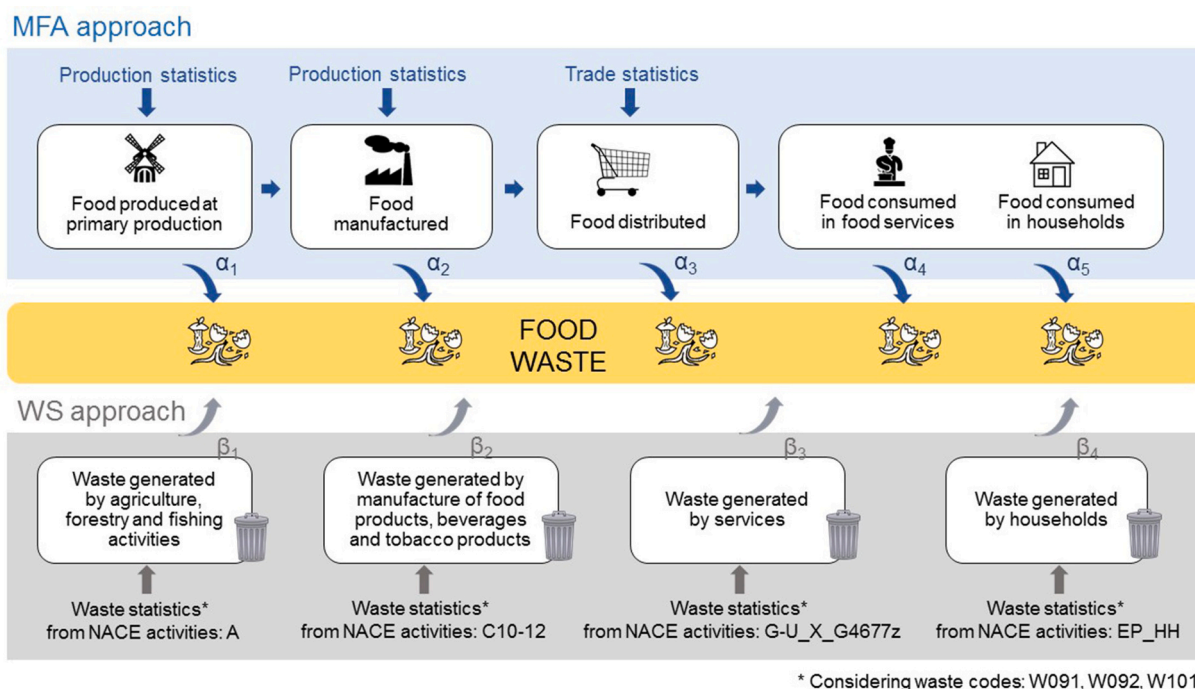 MFA approach
Production statistics
Production statistics
Trade statistics
Food produced at
primary production
Food
manufactured
Food distributed
Food consumed
in food services
Food consumed
in households
α1
α2
α3
α4
α5
FOOD
WASTE
WS approach
β1
β2
β3
β4
Waste generated
by agriculture,
forestry and fishing
activities
Waste generated by
manufacture of food
products, beverages
and tobacco products
Waste generated
by services
Waste generated
by households
Waste statistics*
from NACE activities: A
Waste statistics*
from NACE activities: C10-12
Waste statistics*
from NACE activities: G-U_X_G4677z
Waste statistics*
from NACE activities: EP_HH
* Considering waste codes: W091, W092, W101